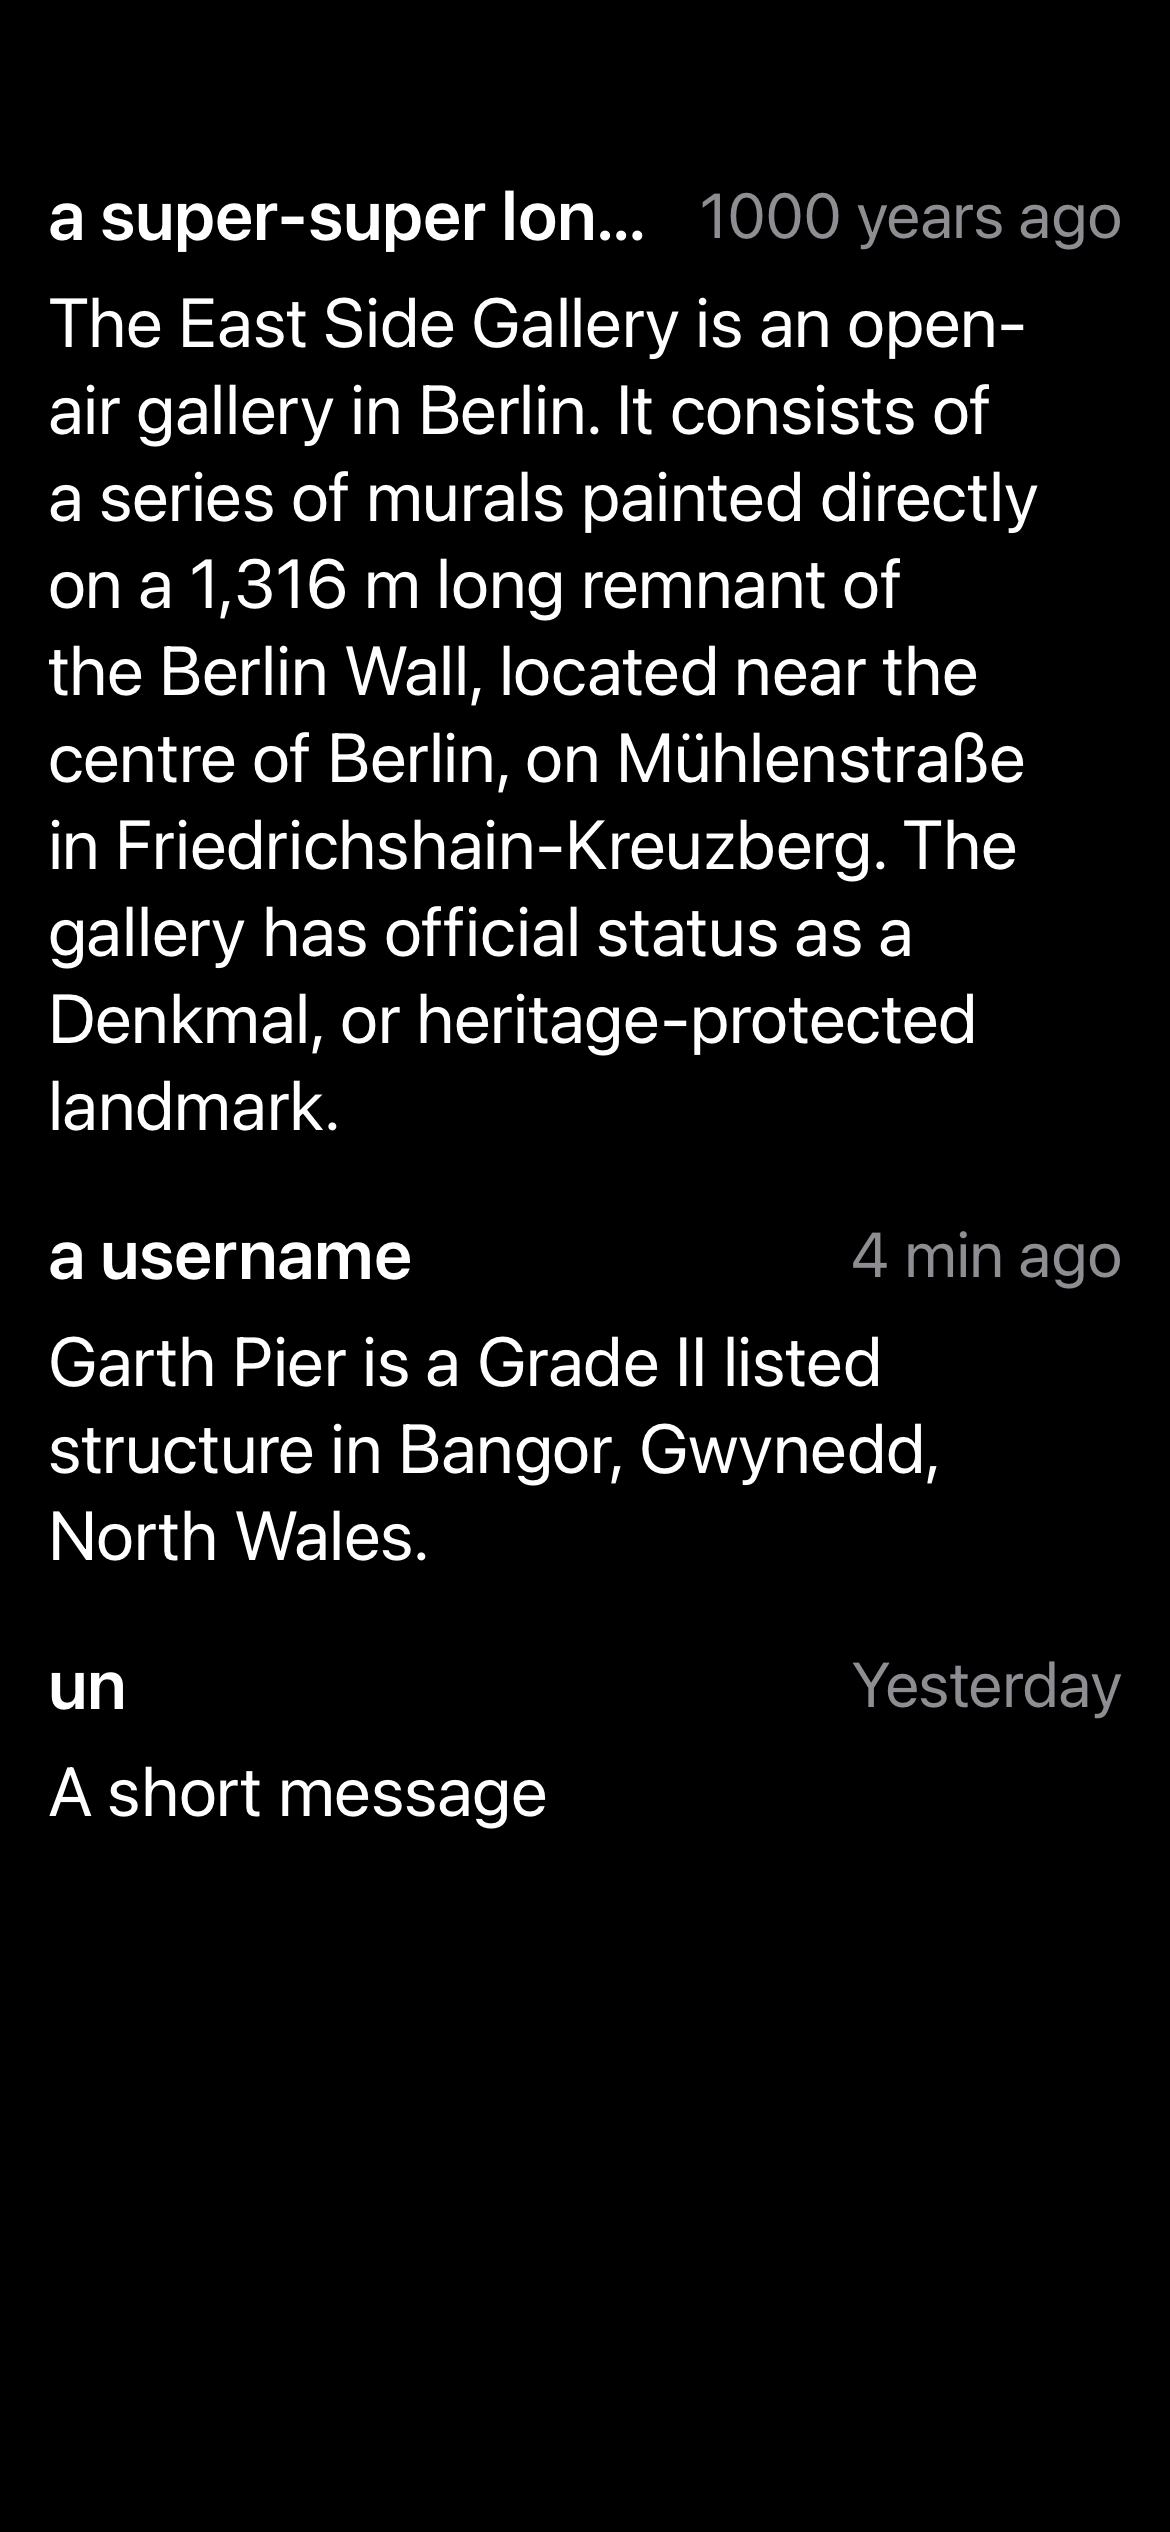 a super-super lon... 1000 years ago
The East Side Gallery is an open-
air gallery in Berlin. It consists of
a series of murals painted directly
on a 1,316 m long remnant of
the Berlin Wall, located near the
centre of Berlin, on Mühlenstraße
in Friedrichshain-Kreuzberg. The
gallery has official status as a
Denkmal, or heritage-protected
landmark.
a username 4 min ago
Garth Pier is a Grade II listed
structure in Bangor, Gwynedd,
North Wales.
un Yesterday
A short message